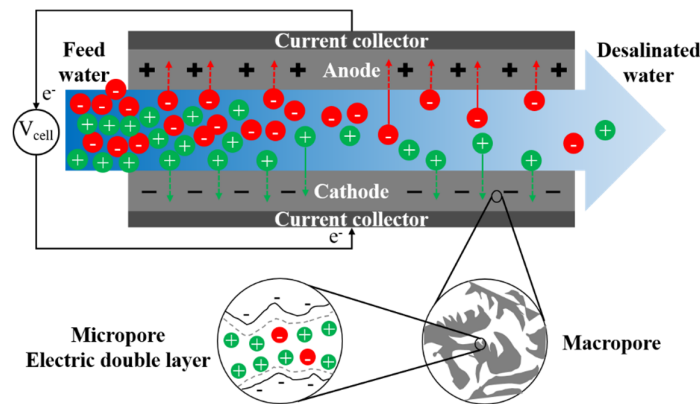 Feed
water
Current collector
Anode
Desalinated
water
e-
Vcell
Cathode
Current collector
e-
Micropore
Electric double layer
Macropore